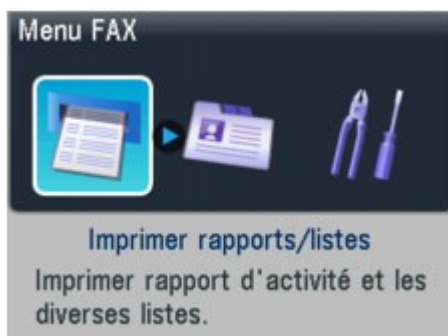 Menu FAX
Imprimer rapports/listes
Imprimer rapport d'activité et les
diverses listes.